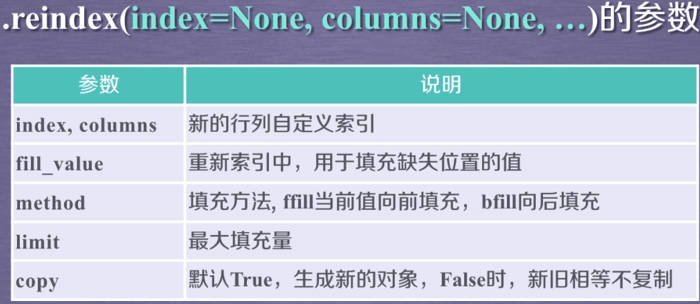 .reindex(index=None, columns=None, …)的参数
参数 说明
index, columns 新的行列自定义索引
fill_value 重新索引中，用于填充缺失位置的值
method 填充方法, ffill当前值向前填充，bfill向后填充
limit 最大填充量
copy 默认True，生成新的对象，False时，新旧相等不复制